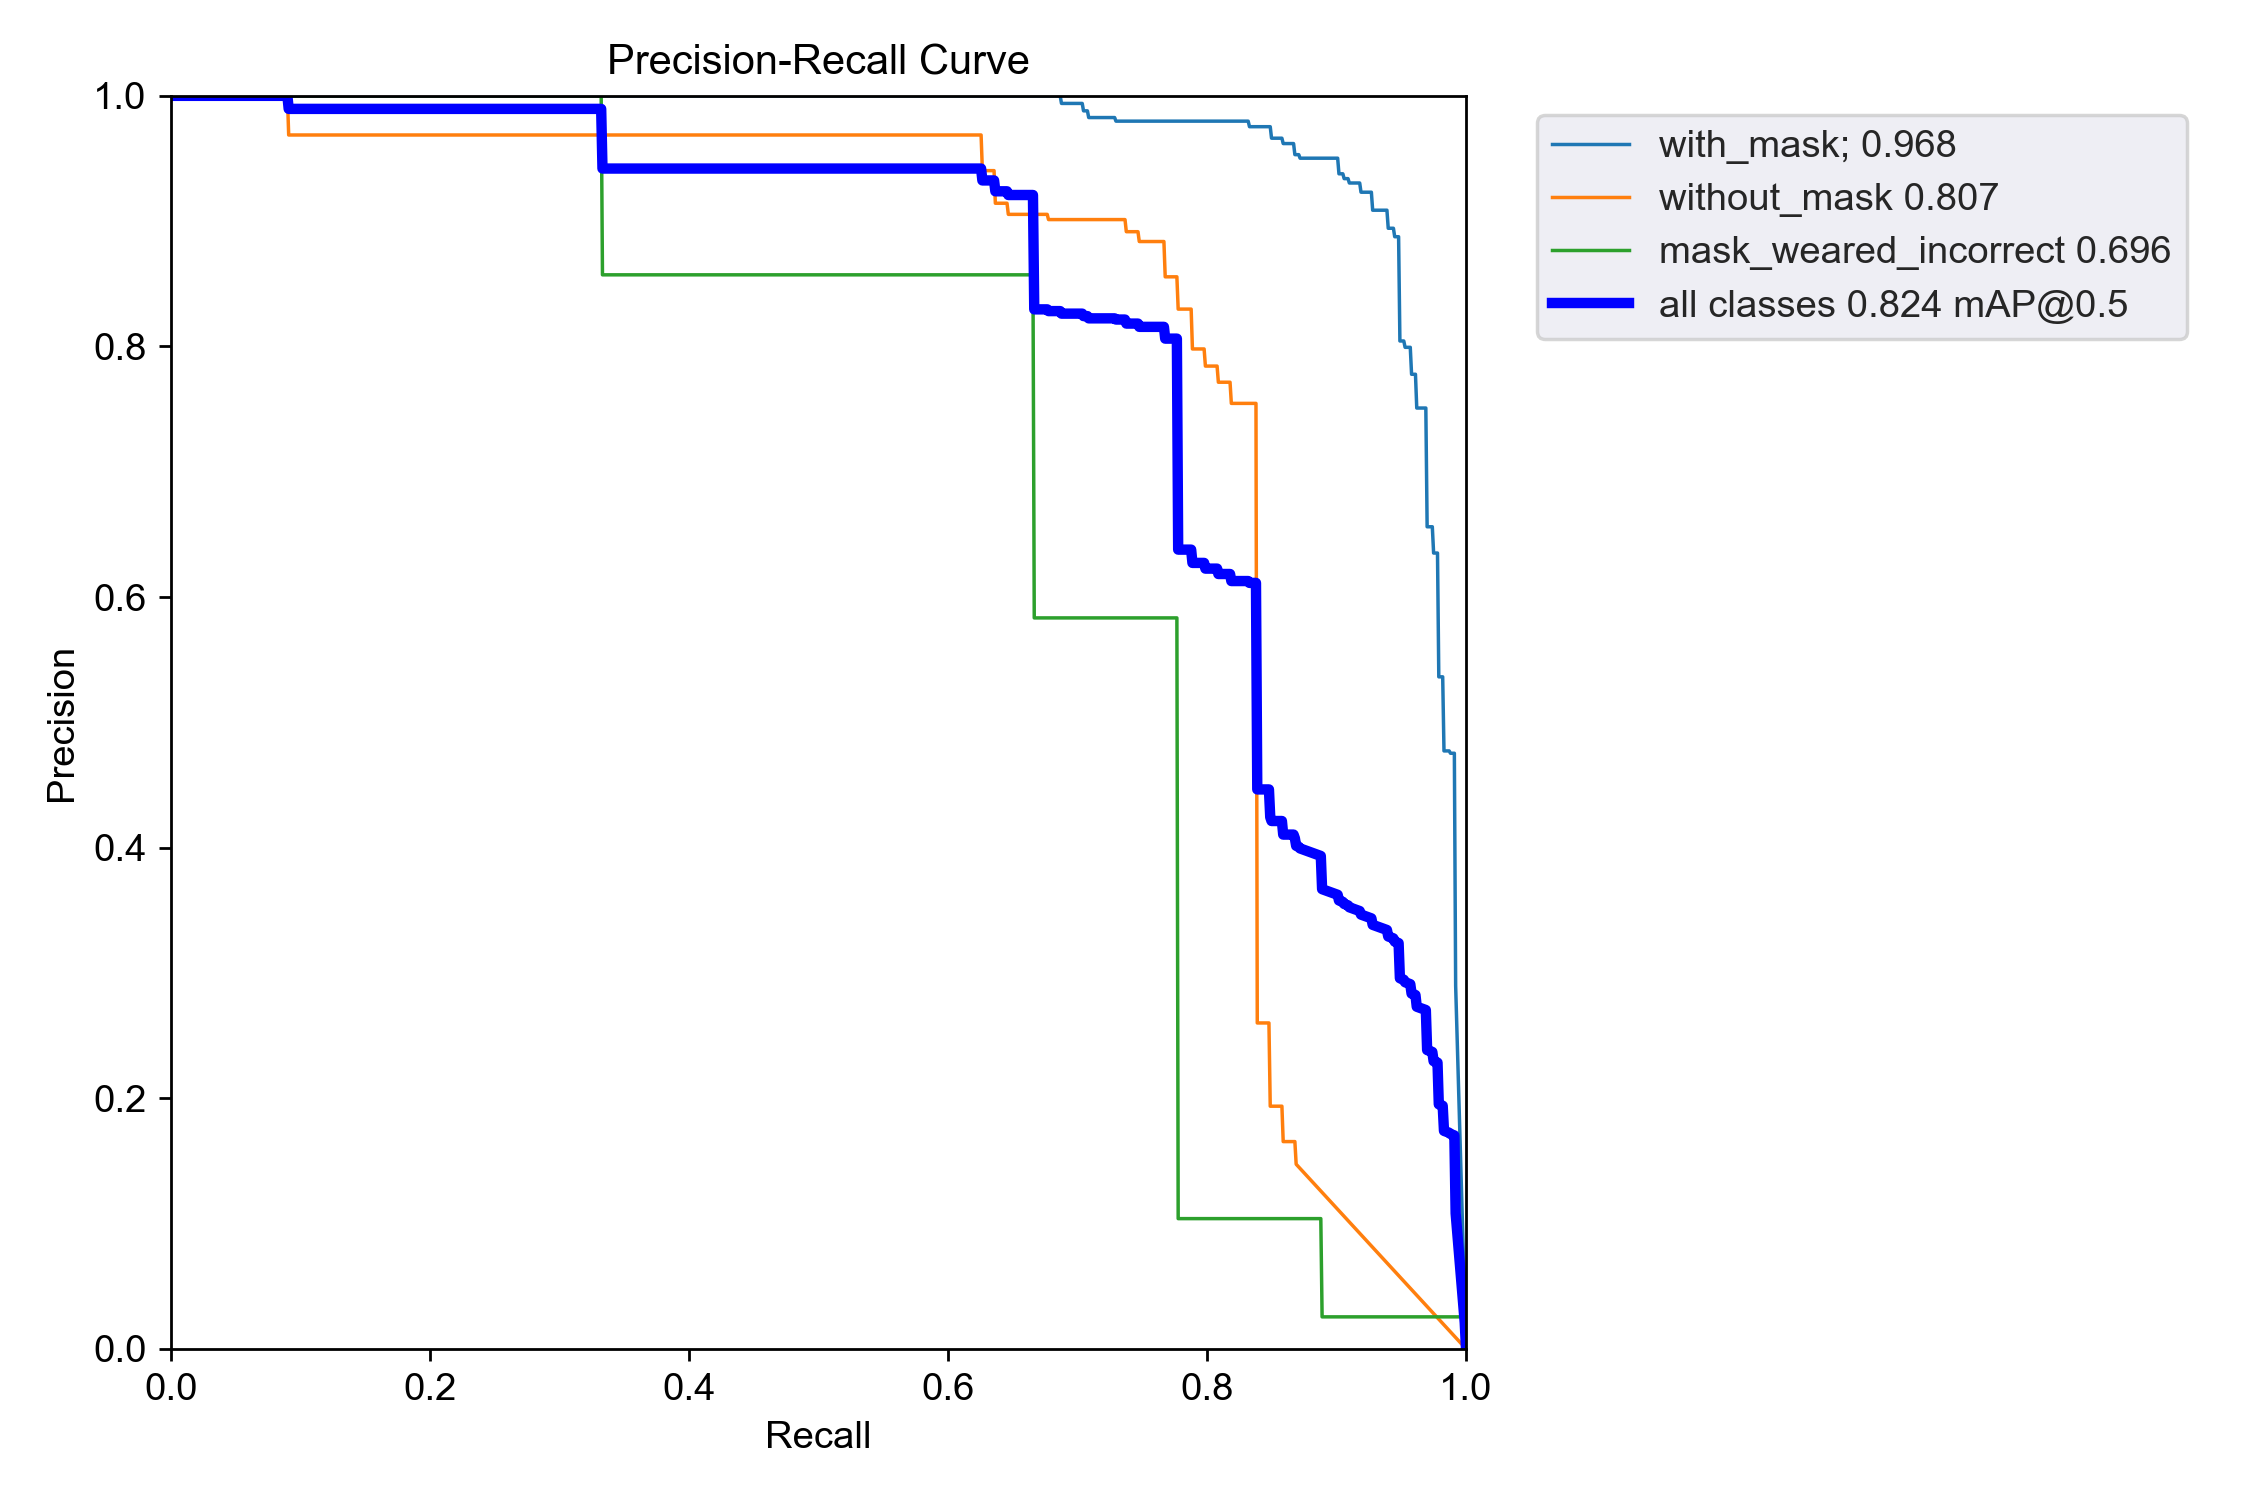 Precision-Recall Curve
1.0
0.8
0.6
0.4
0.2
0.0
Precision
0.0 0.2 0.4 0.6 0.8 1.0
Recall
with_mask; 0.968
without_mask 0.807
mask_weared_incorrect 0.696
all classes 0.824 mAP@0.5